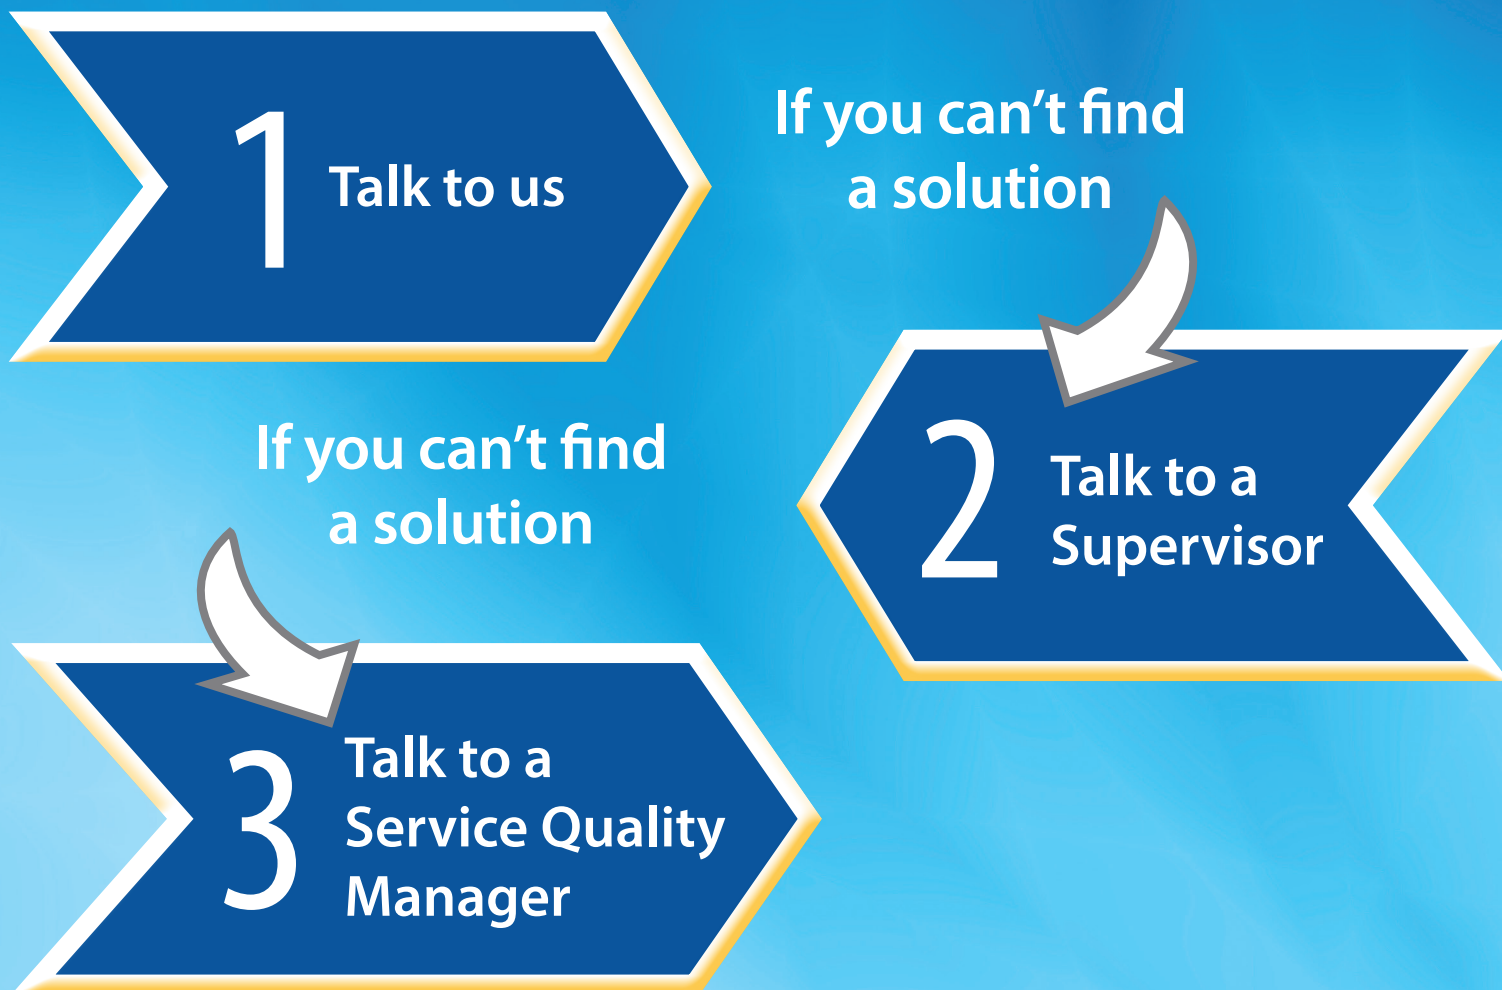 1
Talk to us
If you can't find
a solution
2
Talk to a
Supervisor
If you can't find
a solution
3
Talk to a
Service Quality
Manager